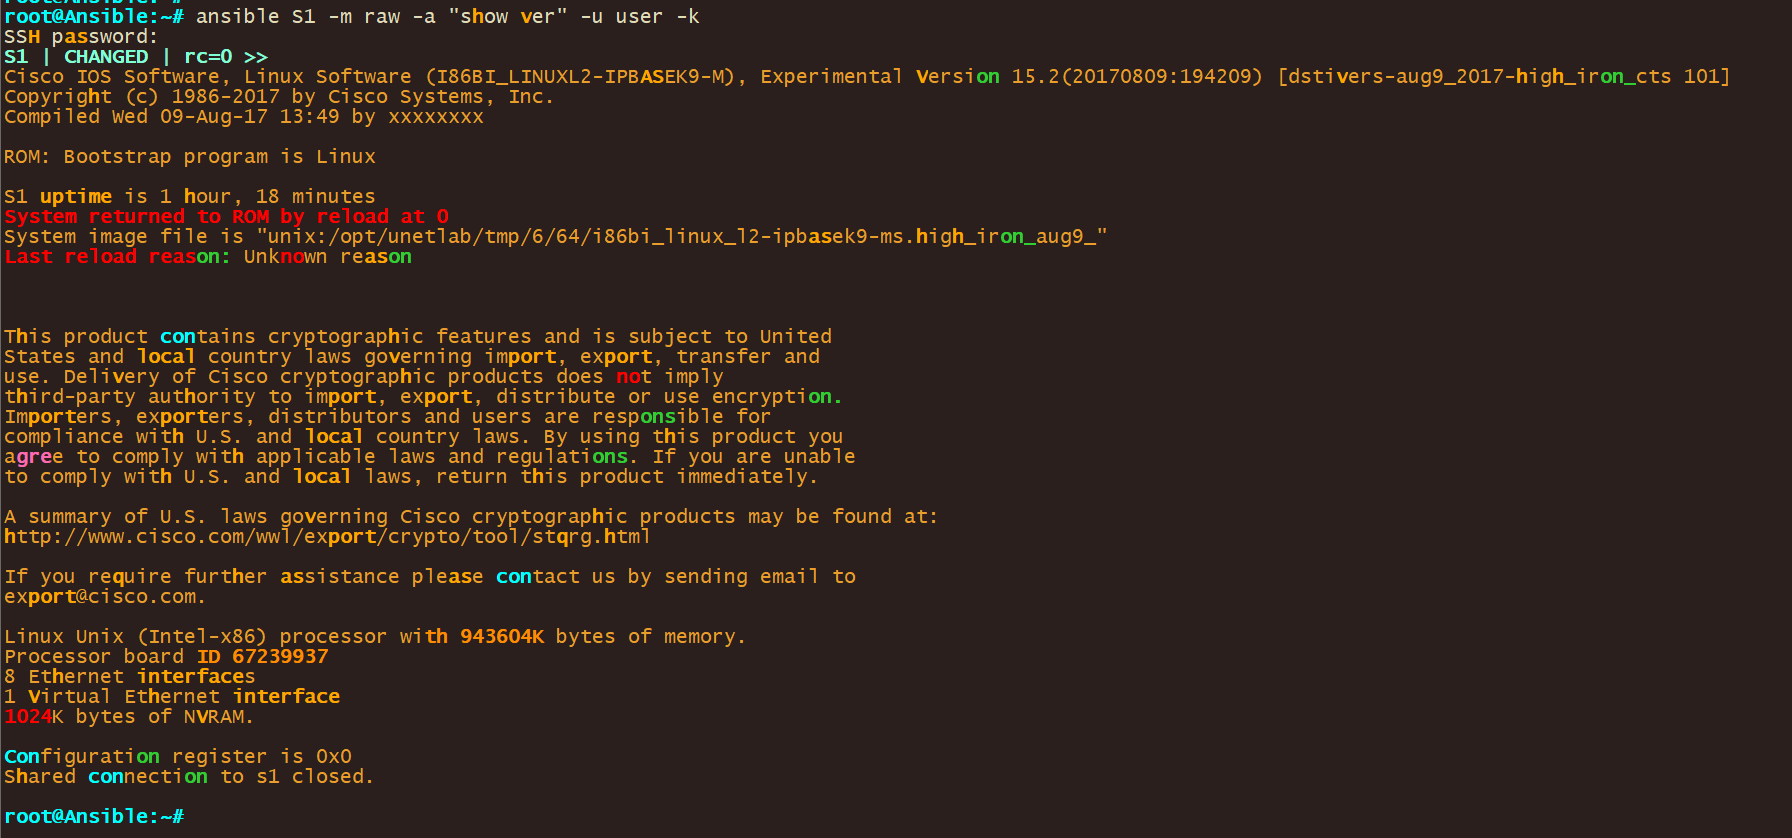 root@Ansible:~# ansible S1 -m raw -a "show ver" -u user -k
SSH password:
S1 | CHANGED | rc=0 >>
Cisco IOS Software, Linux Software (I86BI_LINUXL2-IPBASEK9-M), Experimental Version 15.2(20170809:194209) [dstivers-aug9_2017-high_iron_cts 101]
Copyright (c) 1986-2017 by Cisco Systems, Inc.
Compiled Wed 09-Aug-17 13:49 by xxxxxxxx
ROM: Bootstrap program is Linux
S1 uptime is 1 hour, 18 minutes
System returned to ROM by reload at 0
System image file is "unix:/opt/unetlab/tmp/6/64/i86bi_linux_l2-ipbasek9-ms.high_iron_aug9_"
Last reload reason: Unknown reason
This product contains cryptographic features and is subject to United
States and local country laws governing import, export, transfer and
use. Delivery of Cisco cryptographic products does not imply
third-party authority to import, export, distribute or use encryption.
Importers, exporters, distributors and users are responsible for
compliance with U.S. and local country laws. By using this product you
agree to comply with applicable laws and regulations. If you are unable
to comply with U.S. and local laws, return this product immediately.
A summary of U.S. laws governing Cisco cryptographic products may be found at:
http://www.cisco.com/wwl/export/crypto/tool/stqrg.html
If you require further assistance please contact us by sending email to
export@cisco.com.
Linux Unix (Intel-x86) processor with 943604K bytes of memory.
Processor board ID 67239937
8 Ethernet interfaces
1 Virtual Ethernet interface
1024K bytes of NVRAM.
Configuration register is 0x0
Shared connection to s1 closed.
root@Ansible:~#